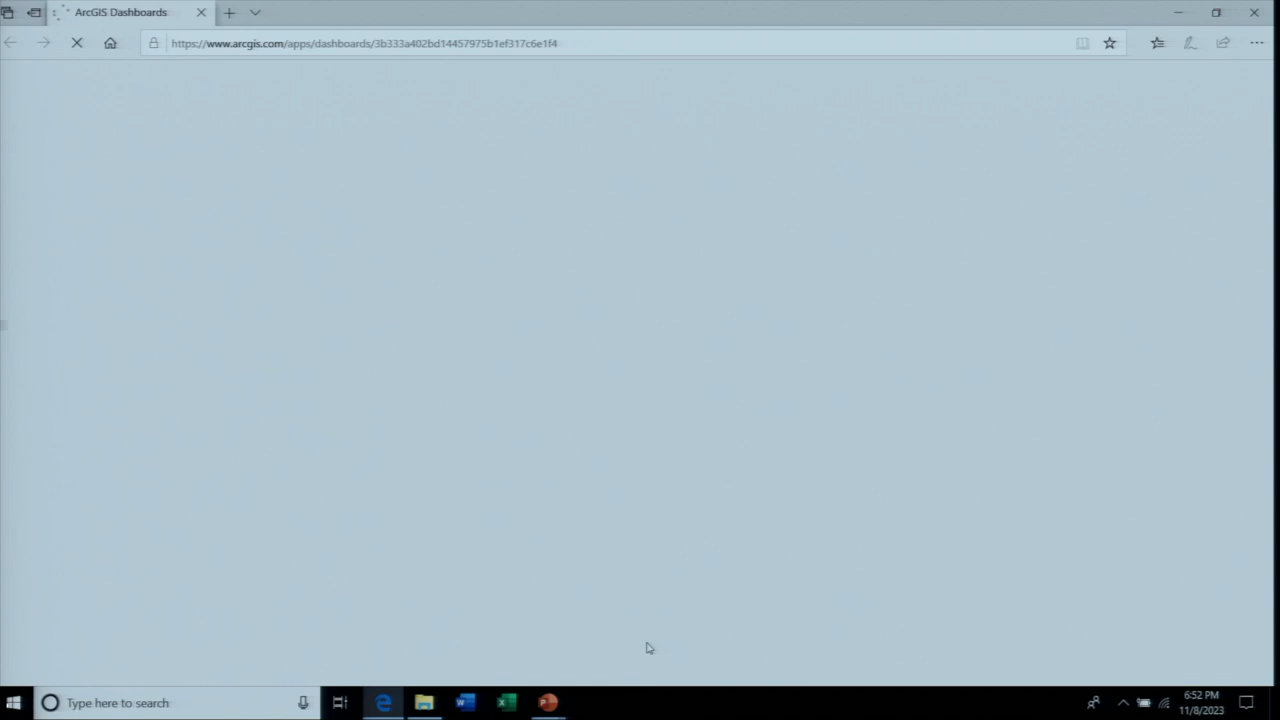 ArcGIS Dashboards
https://www.arcgis.com/apps/dashboards/3b333a402bd14457975b1ef317c6e1f4
Type here to search
6:52 PM
11/8/2023